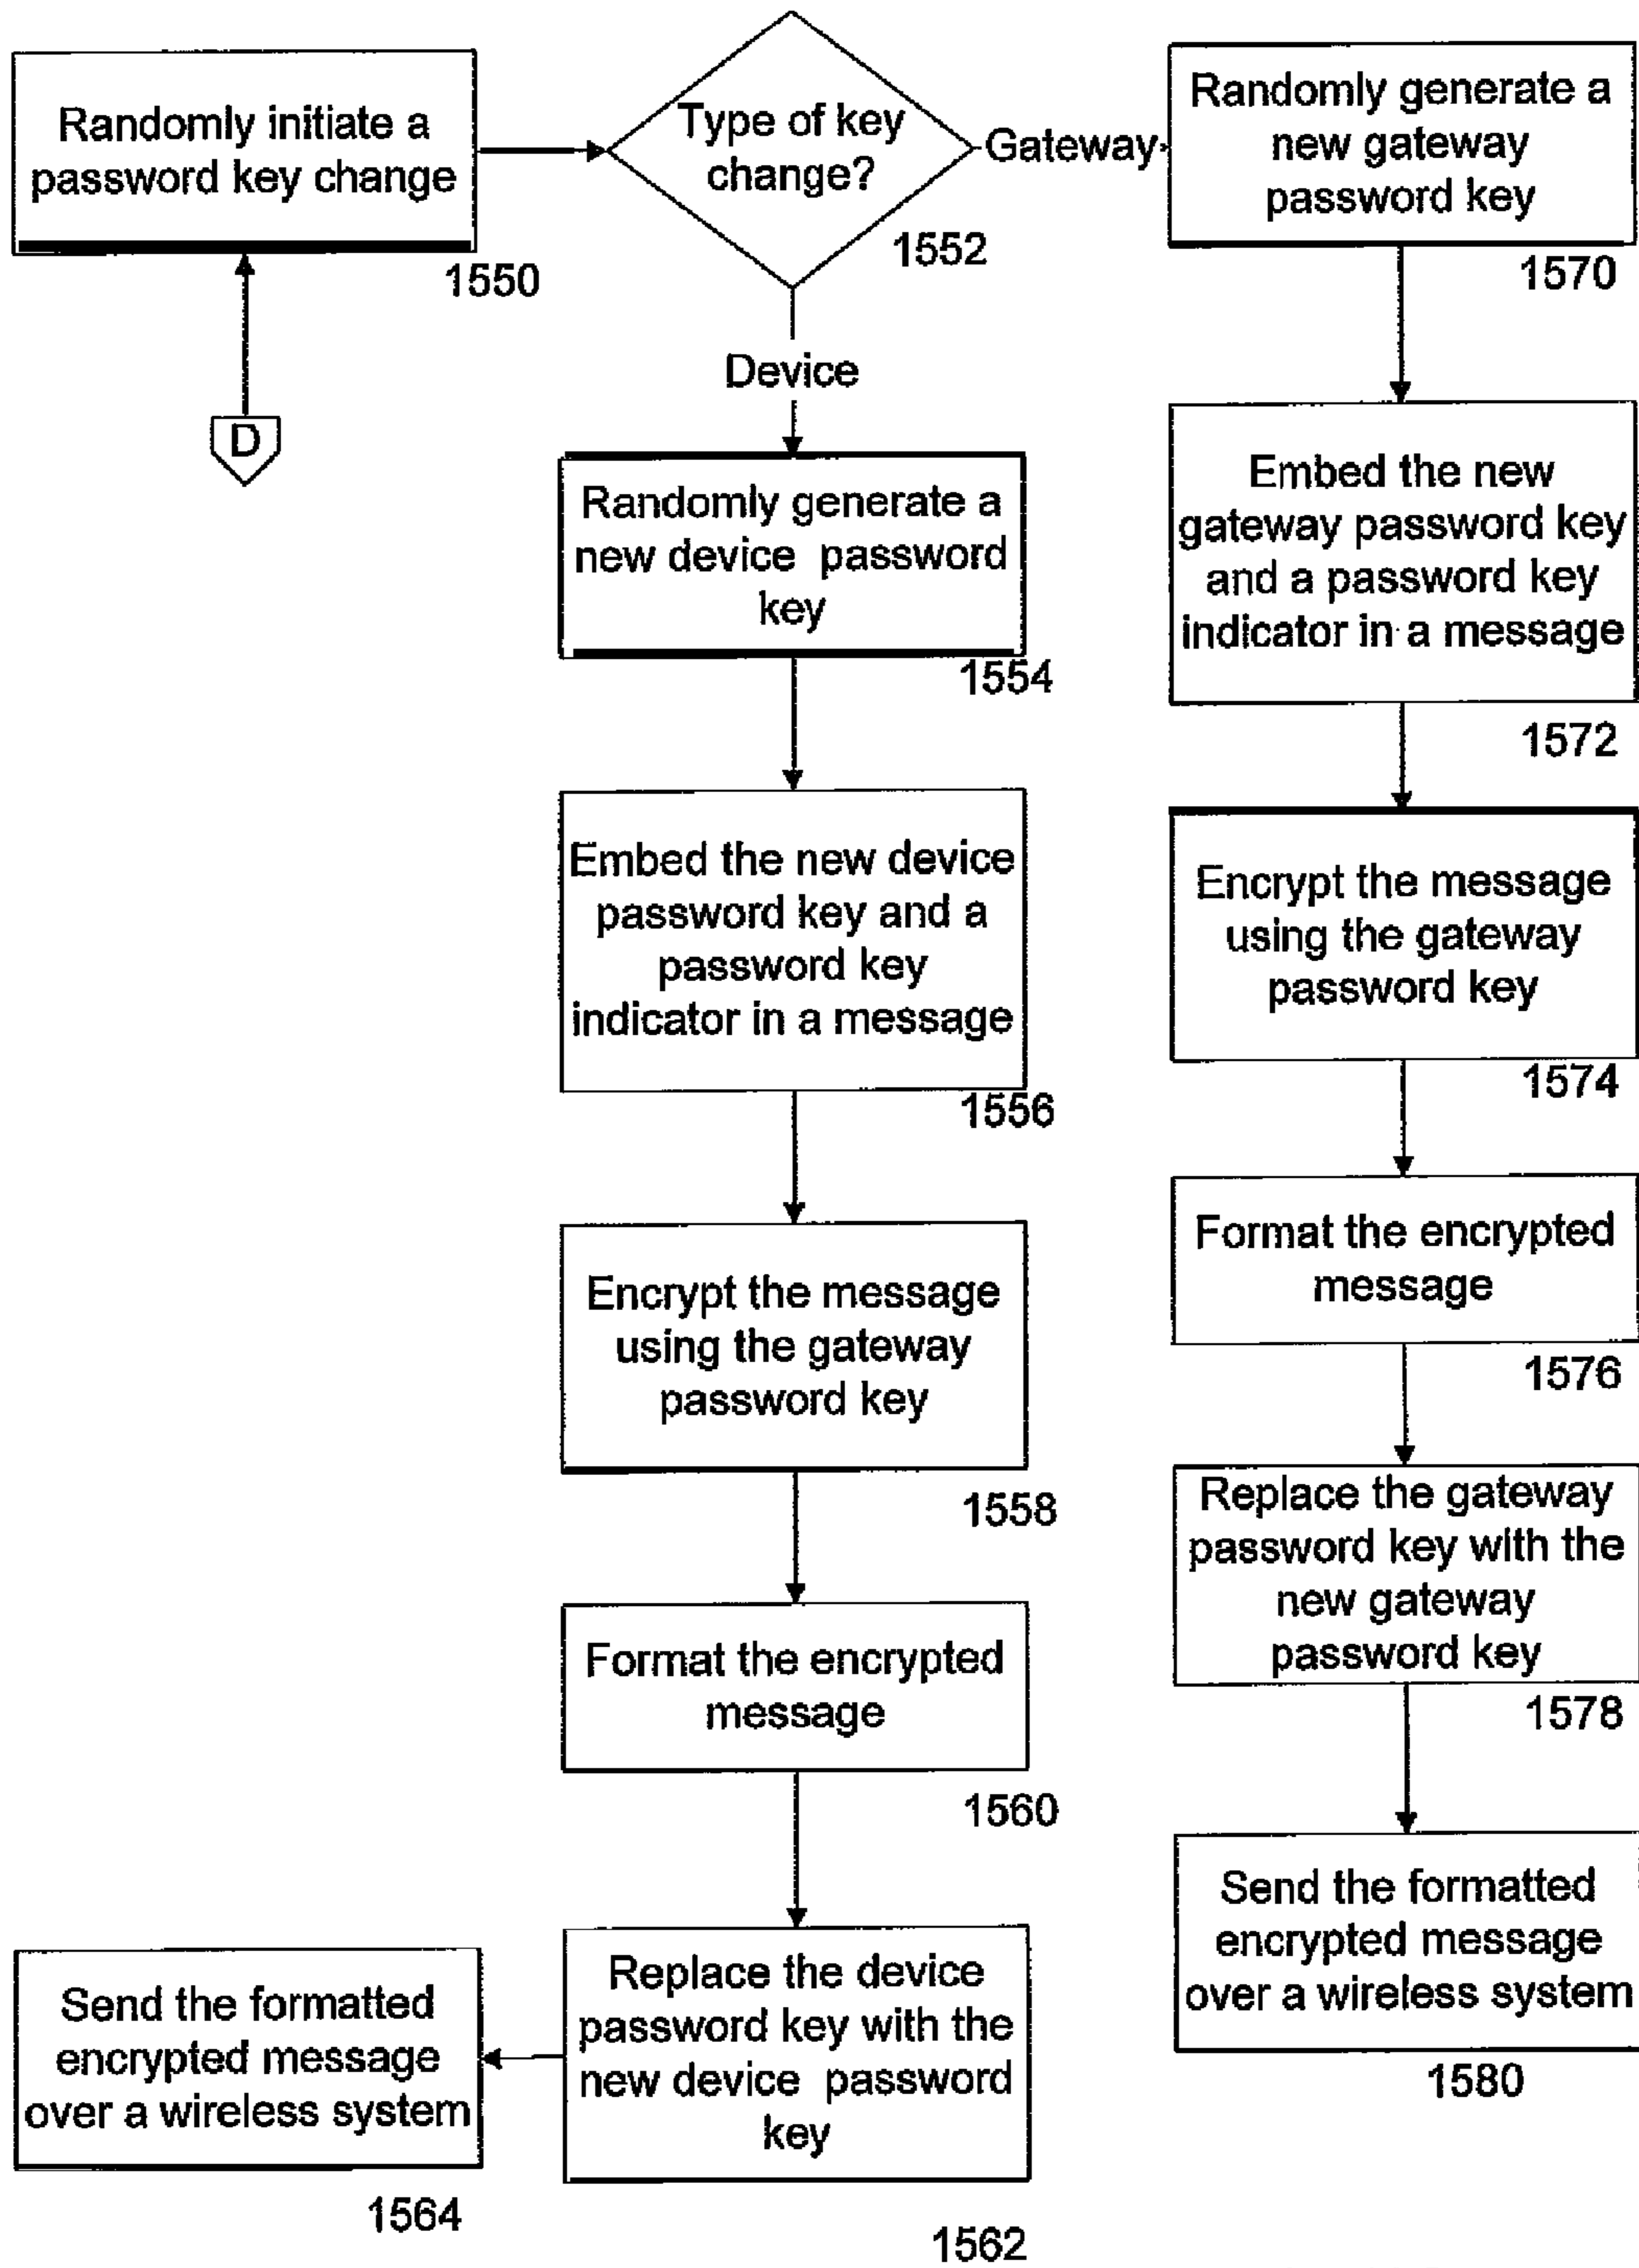 Randomly initiate a
password key change
1550
D
Type of key
change?
1552
Gateway
Device
Randomly generate a
new device password
key
1554
Embed the new device
password key and a
password key
indicator in a message
1556
Encrypt the message
using the gateway
password key
1558
Format the encrypted
message
1560
Replace the device
password key with the
new device password
key
1562
Send the formatted
encrypted message
over a wireless system
1564
Randomly generate a
new gateway
password key
1570
Embed the new
gateway password key
and a password key
indicator in a message
1572
Encrypt the message
using the gateway
password key
1574
Format the encrypted
message
1576
Replace the gateway
password key with the
new gateway
password key
1578
Send the formatted
encrypted message
over a wireless system
1580